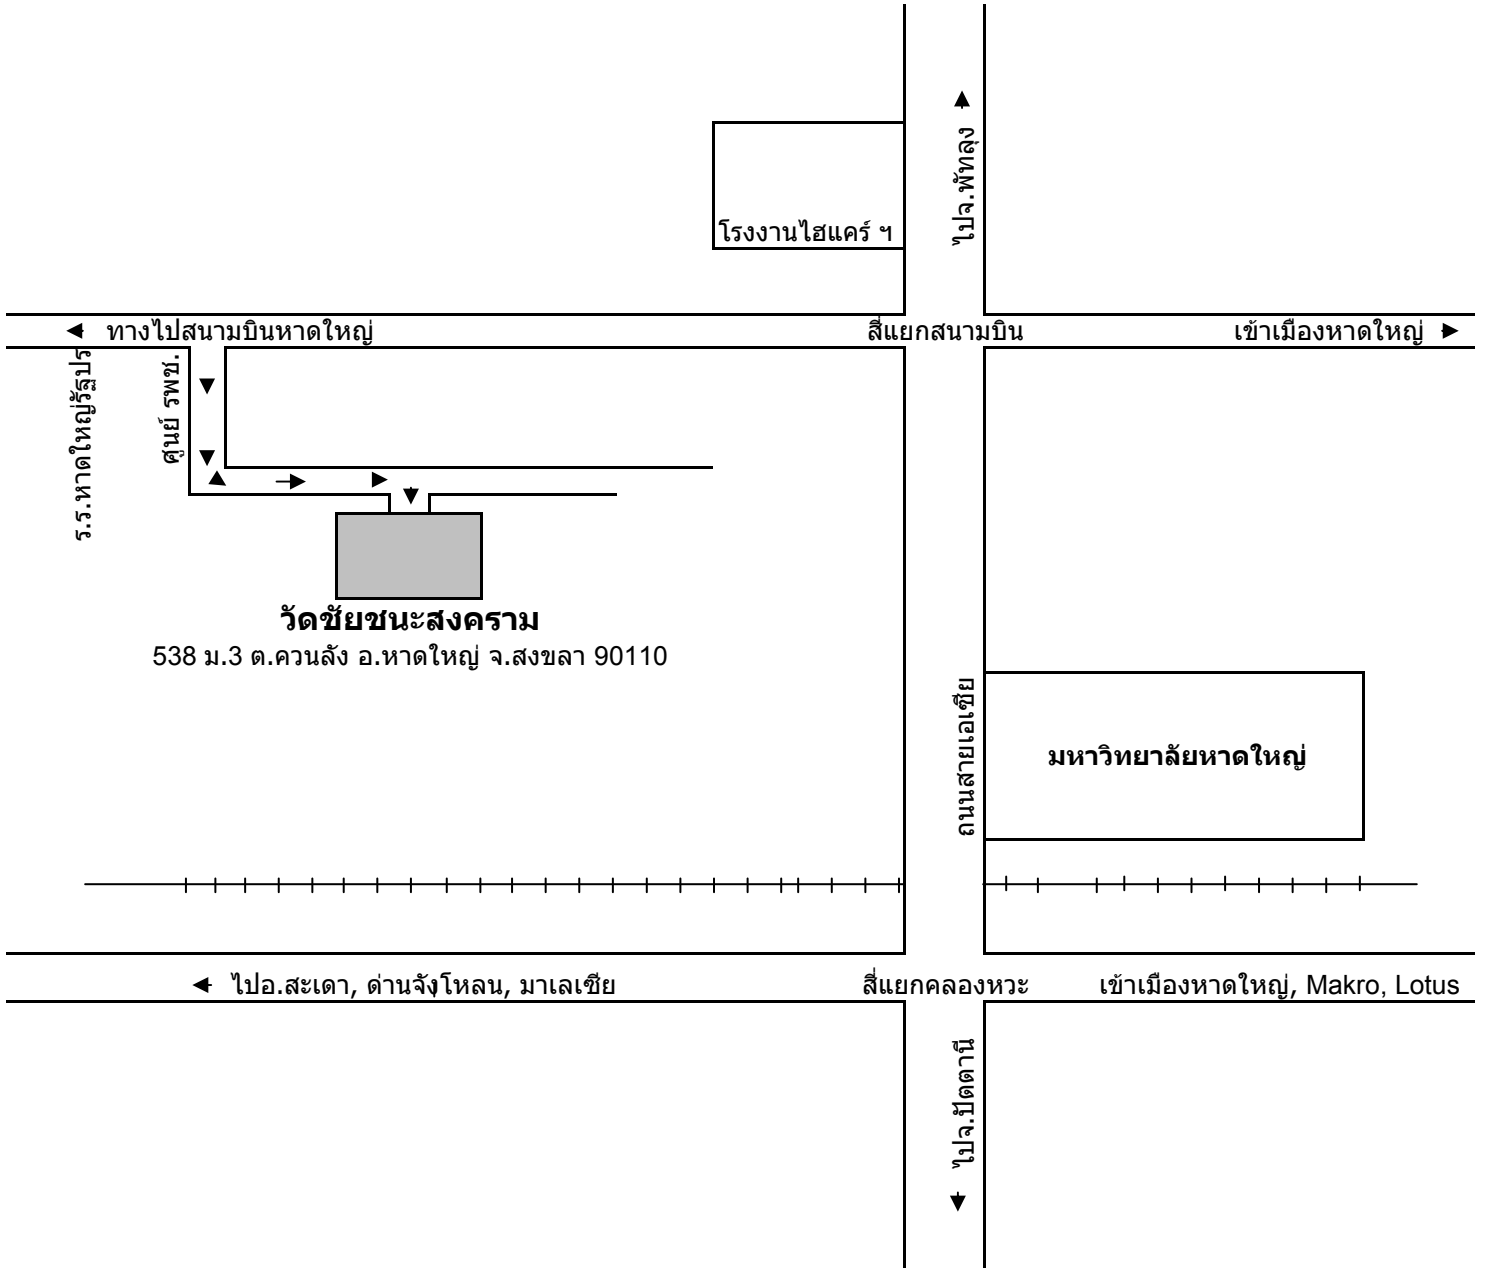 ไปจ.พัทลุง
โรงงานไฮแคร์ ฯ
ทางไปสนามบินหาดใหญ่
สี่แยกสนามบิน
เข้าเมืองหาดใหญ่
ร.ร.หาดใหญ่รัฐปร
ศูนย์ รพช.
วัดชัยชนะสงคราม
538 ม.3 ต.ควนลัง อ.หาดใหญ่ จ.สงขลา 90110
ถนนสายเอเซีย
มหาวิทยาลัยหาดใหญ่
ไปอ.สะเดา, ด่านจังโหลน, มาเลเซีย
สี่แยกคลองหวะ
เข้าเมืองหาดใหญ่, Makro, Lotus
ไปจ.ปัตตานี